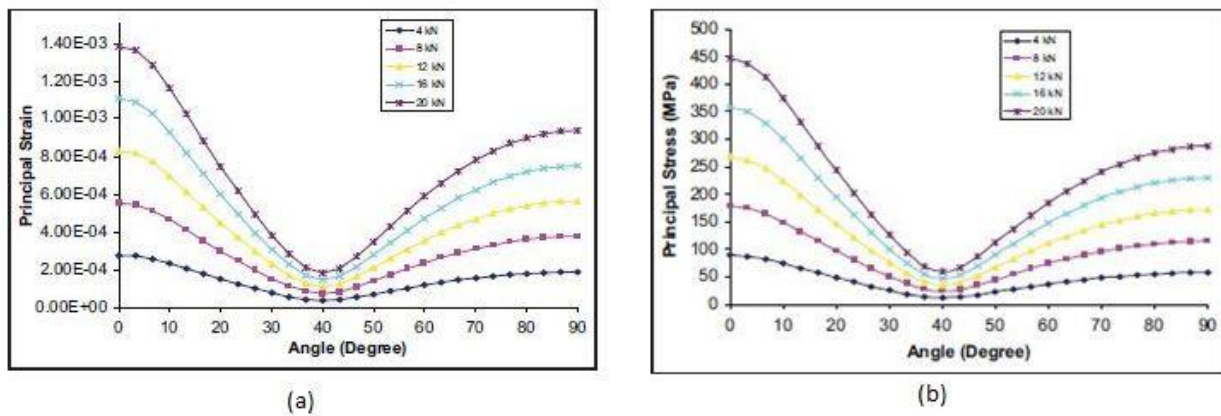 1.40E-03
1.20E-03
1.00E-03
8.00E-04
6.00E-04
4.00E-04
2.00E-04
0.00E+00
Principal Strain
0 10 20 30 40 50 60 70 80 90
Angle (Degree)
4 kN
8 kN
12 kN
16 kN
20 kN
(a)
500
450
400
350
300
250
200
150
100
50
0
Principal Stress (MPa)
0 10 20 30 40 50 60 70 80 90
Angle (Degree)
4 kN
8 kN
12 kN
16 kN
20 kN
(b)